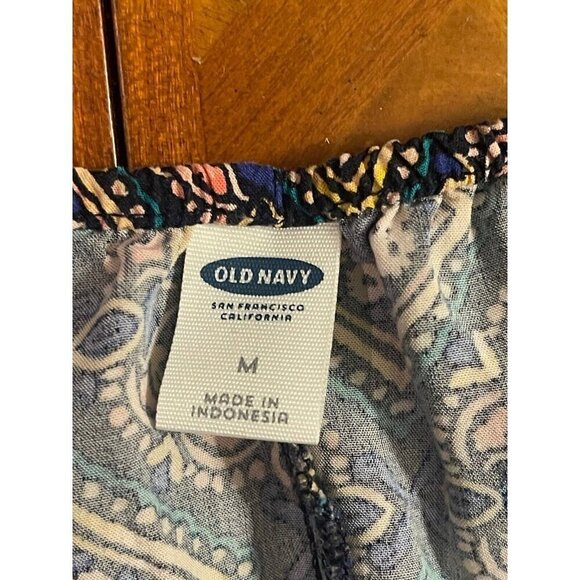 OLD NAVY
SAN FRANCISCO
CALIFORNIA
M
MADE IN
INDONESIA